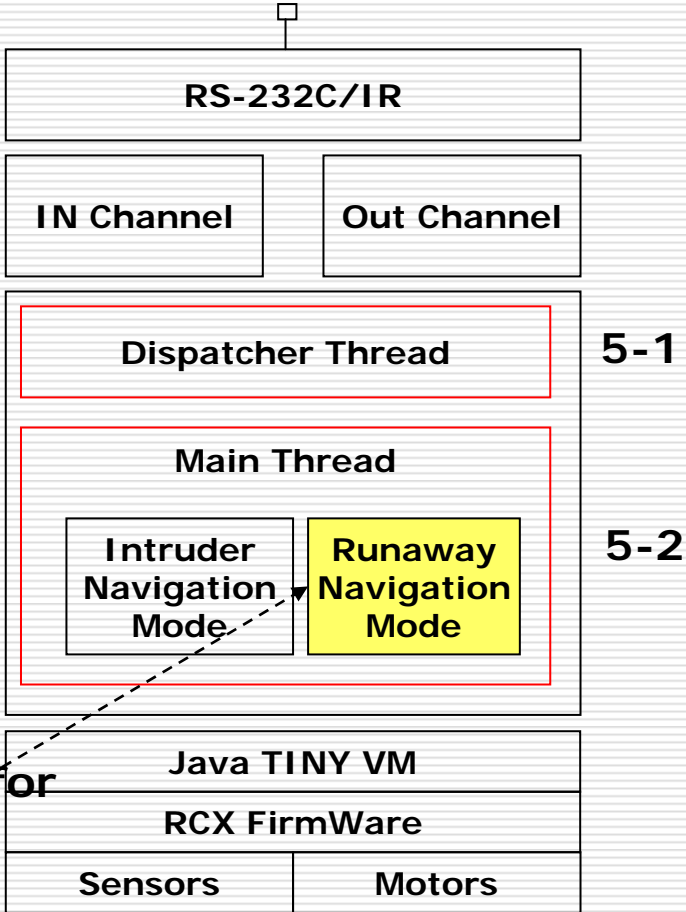 RS-232C/IR
IN Channel
Out Channel
Dispatcher Thread
5-1
Main Thread
5-2
Intruder
Navigation
Mode
Runaway
Navigation
Mode
Java TINY VM
for
RCX FirmWare
Sensors
Motors